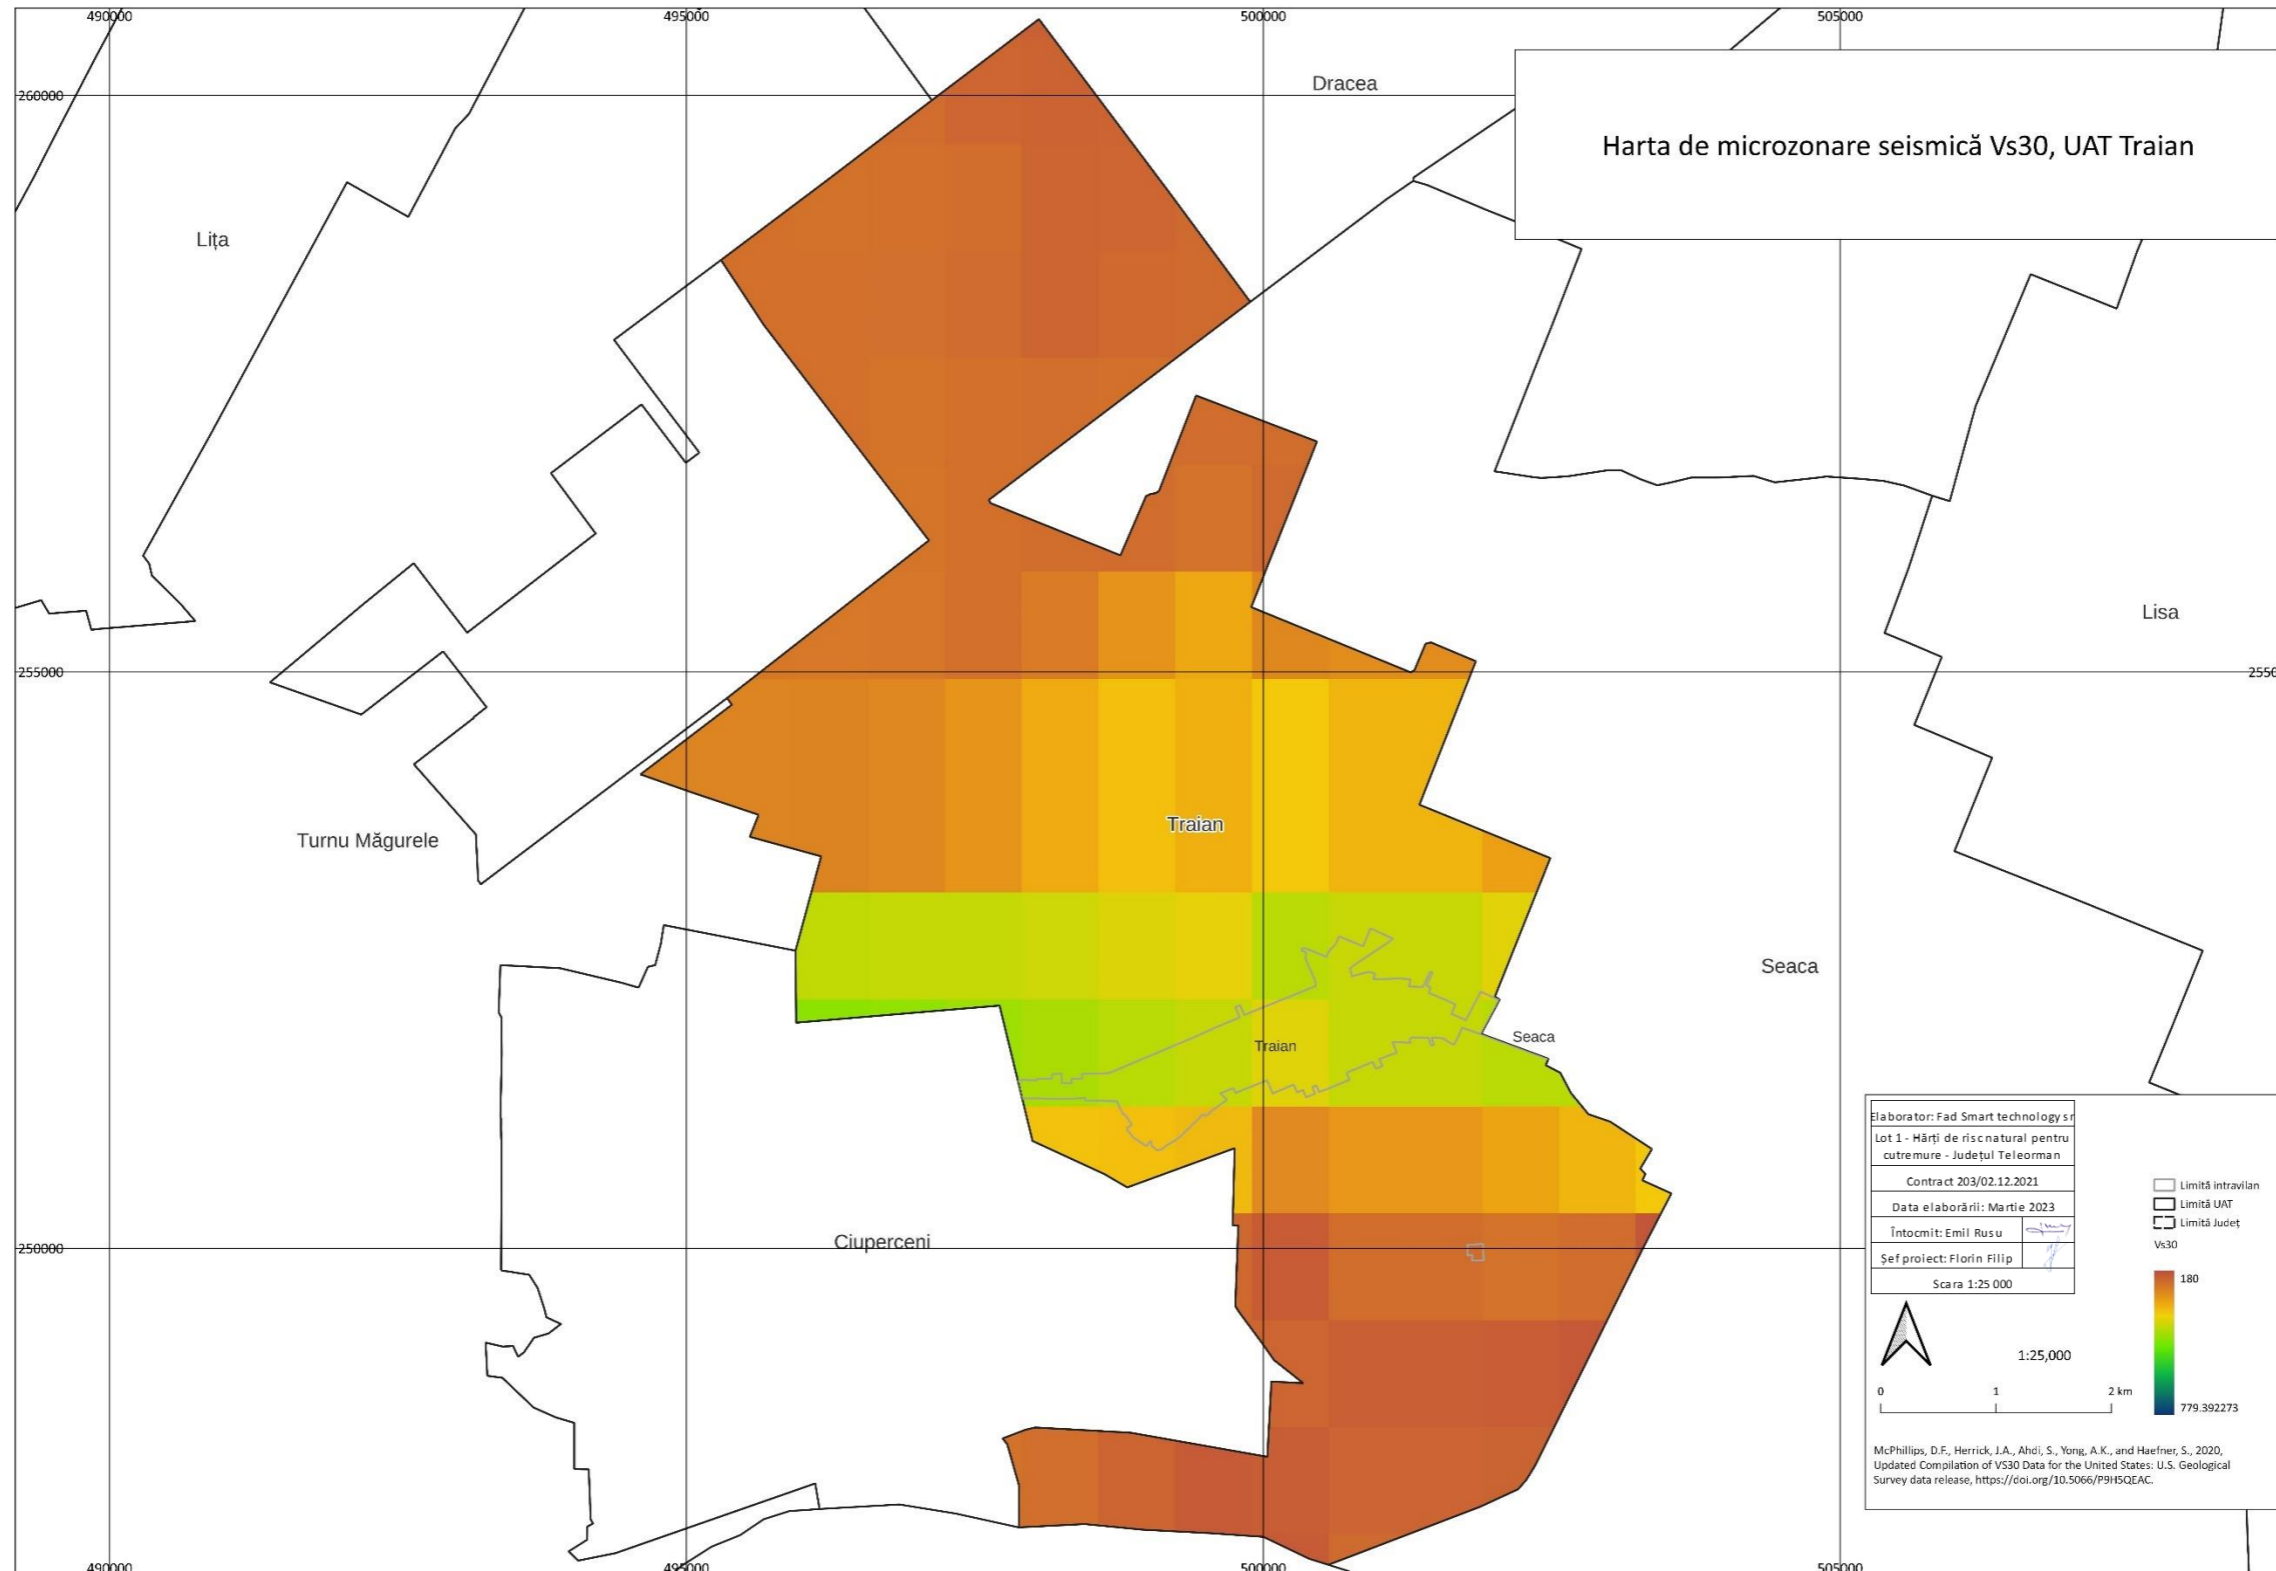 490000
495000
500000
505000
260000
Dracea
Harta de microzonare seismică Vs30, UAT Traian
Lița
Lisa
255000
2550
Turnu Măgurele
Traian
Seaca
Traian
Seaca
Ciuperceni
250000
Elaborator: Fad Smart technology sr
Lot 1 - Hărți de risc natural pentru
cutremure - Județul Teleorman
Contract 203/02.12.2021
Data elaborării: Martie 2023
Întocmit: Emil Rusu
Șef proiect: Florin Filip
Scara 1:25 000
Limită intravilan
Limită UAT
Limită Județ
Vs30
180
779.392273
1:25,000
0 1 2 km
McPhillips, D.F., Herrick, J.A., Ahdi, S., Yong, A.K., and Haefner, S., 2020,
Updated Compilation of VS30 Data for the United States: U.S. Geological
Survey data release, https://doi.org/10.5066/P9H5QEAC.
490000
495000
500000
505000